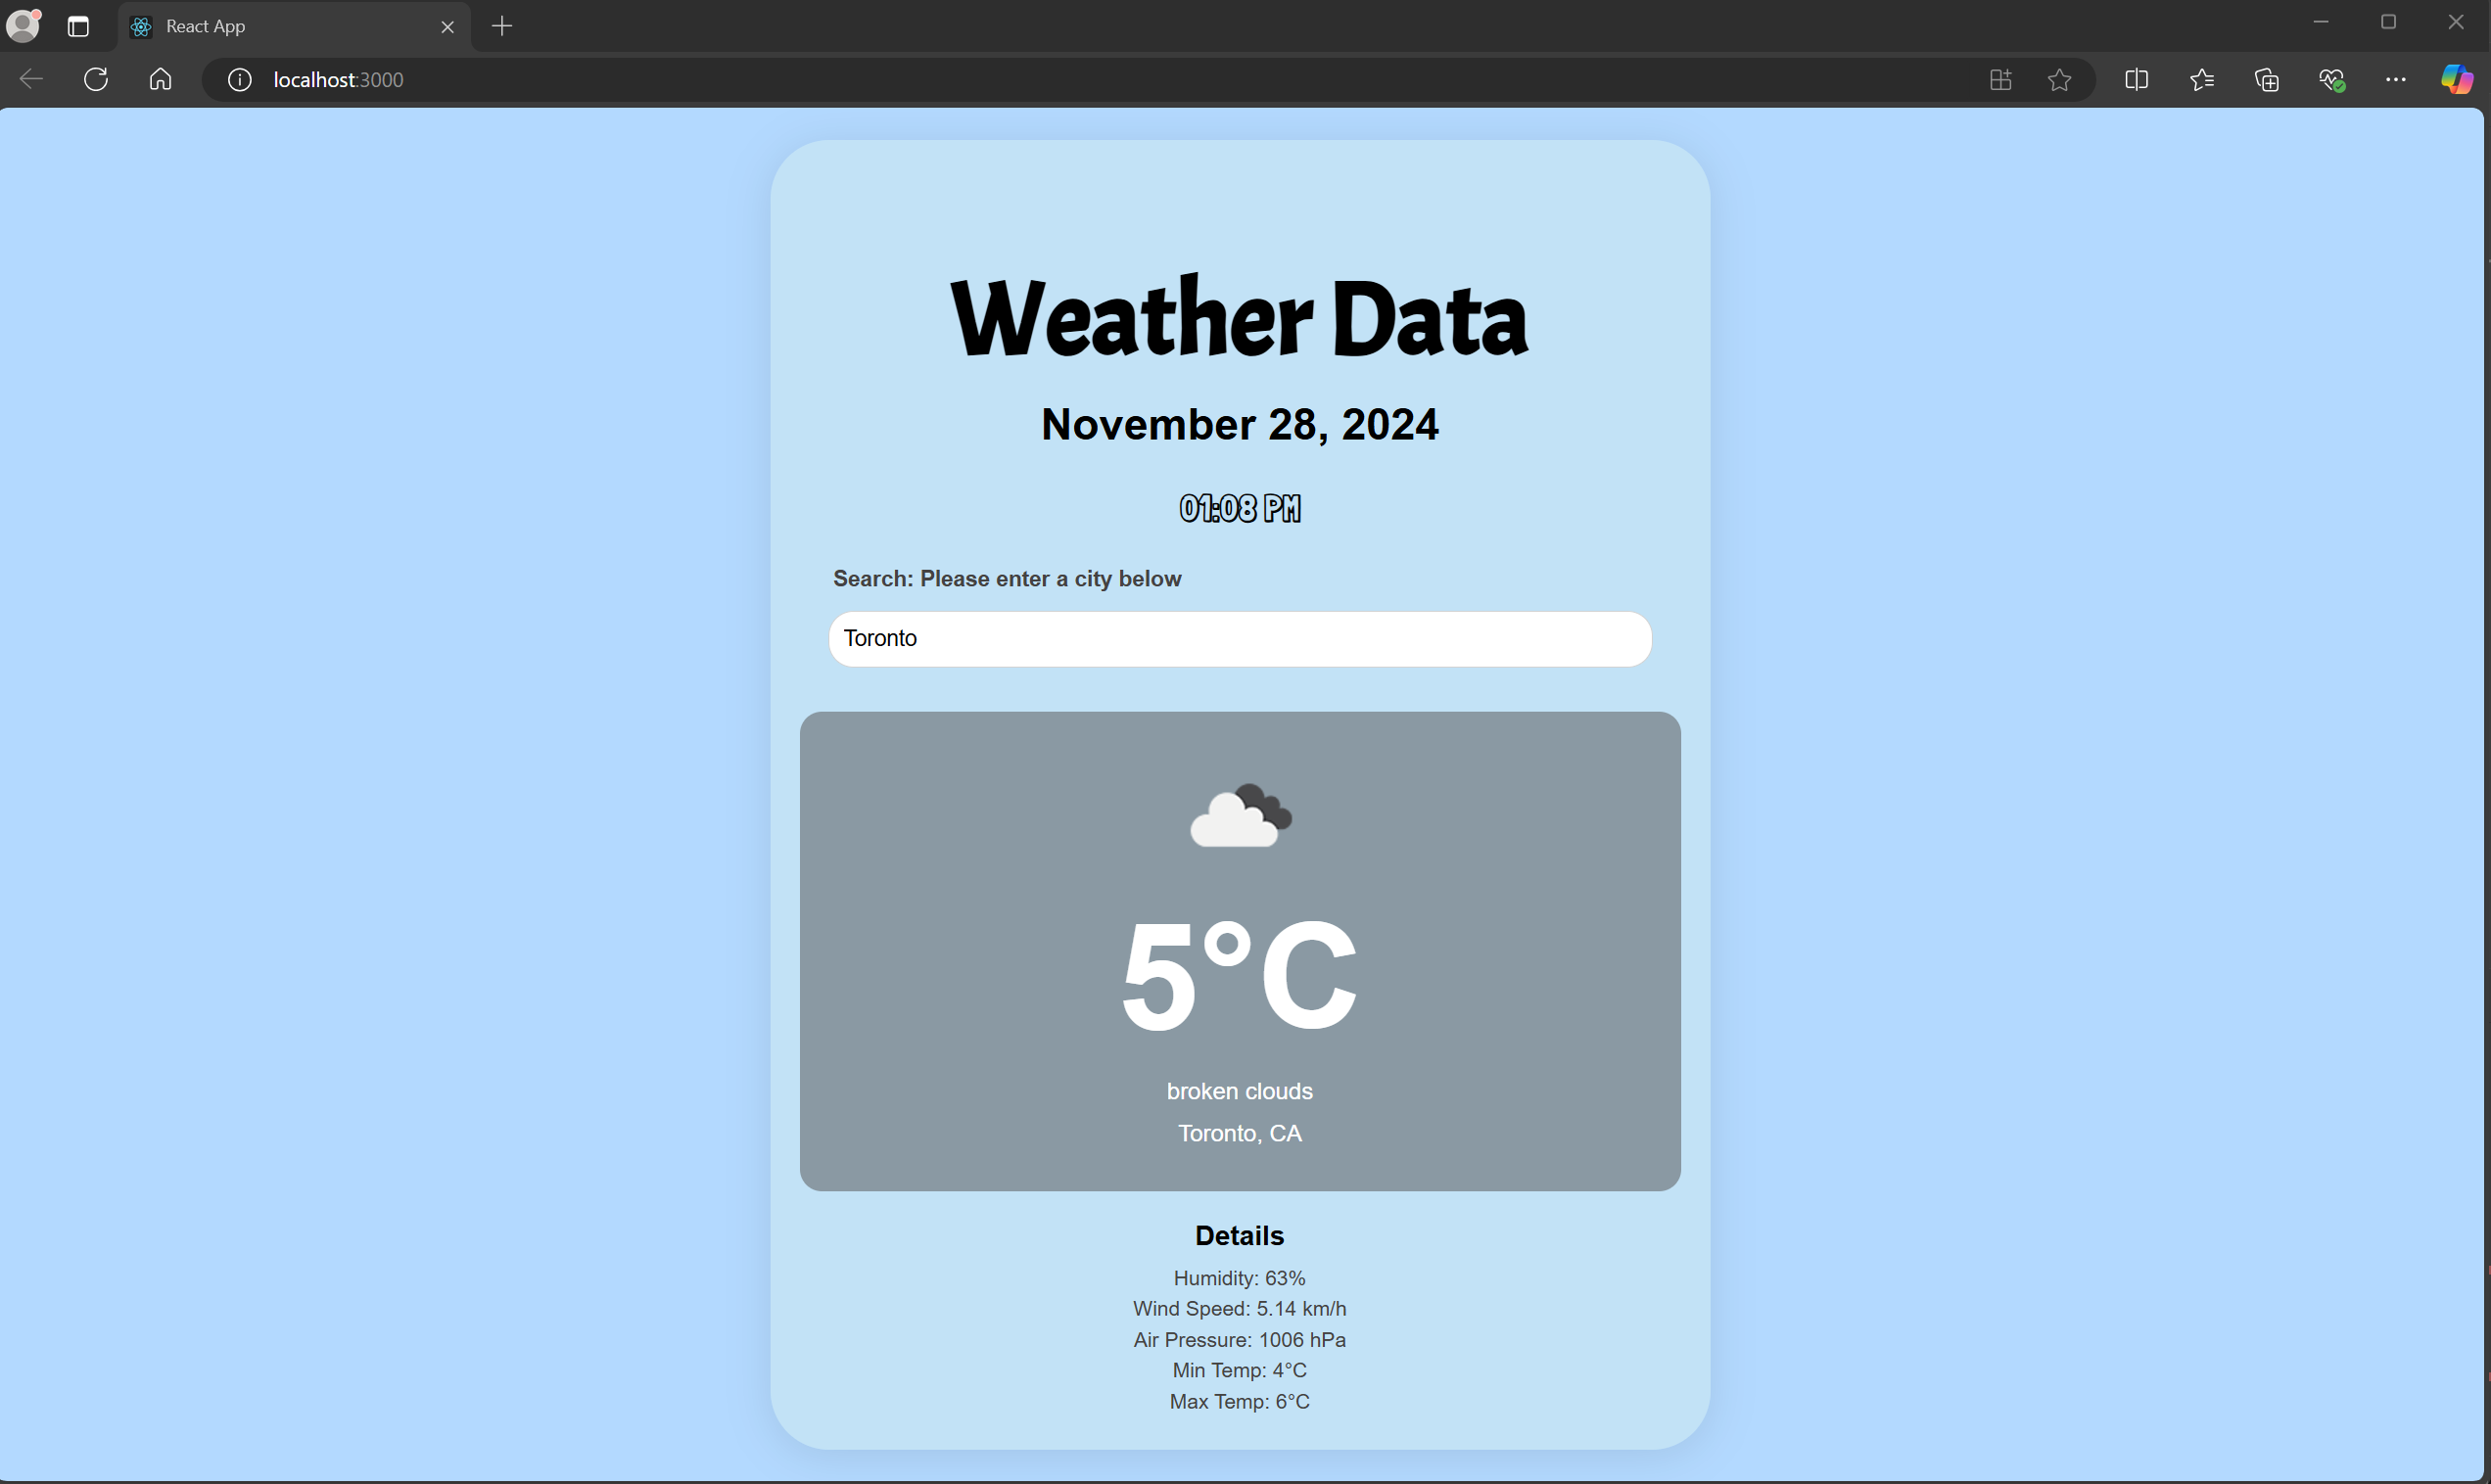 React App
localhost:3000
Weather Data
November 28, 2024
01:08 PM
Search: Please enter a city below
Toronto
5°C
broken clouds
Toronto, CA
Details
Humidity: 63%
Wind Speed: 5.14 km/h
Air Pressure: 1006 hPa
Min Temp: 4°C
Max Temp: 6°C